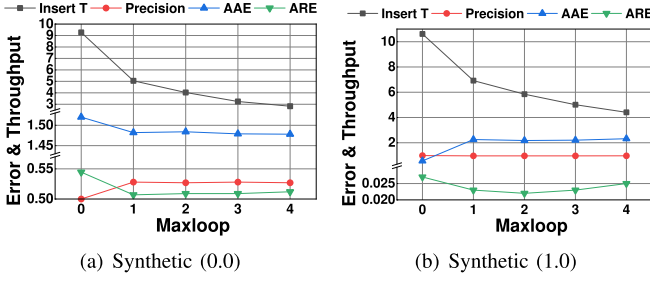 Insert T Precision AAE ARE
Error & Throughput
10
9
8
7
6
5
4
3
1.50
1.45
0.55
0.50
0 1 2 3 4
Maxloop
(a) Synthetic (0.0)
Insert T Precision AAE ARE
Error & Throughput
10
8
6
4
2
0.025
0.020
0 1 2 3 4
Maxloop
(b) Synthetic (1.0)